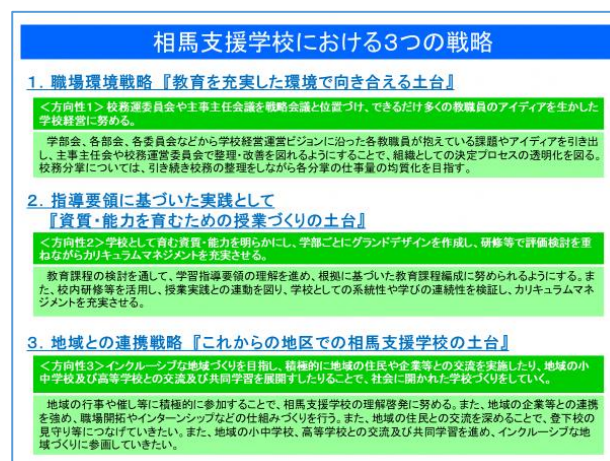 相馬支援学校における3つの戦略
1．職場環境戦略『教育を充実した環境で向き合える土台』
＜方向性1＞校務運委員会や主事主任会議を戦略会議と位置づけ、できるだけ多くの教職員のアイディアを生かした
学校経営に努める。
学部会、各部会、各委員会などから学校経営運営ビジョンに沿った各教職員が抱えている課題やアイディアを引き出
し、主事主任会や校務運営委員会で整理・改善を図れるようにすることで、組織としての決定プロセスの透明化を図る。
校務分掌については、引き続き校務の整理をしながら各分掌の仕事量の均質化を目指す。
2．指導要領に基づいた実践として
『資質・能力を育むための授業づくりの土台』
＜方向性2＞学校として育む資質・能力を明らかにし、学部ごとにグランドデザインを作成し、研修等で評価検討を重
ねながらカリキュラムマネジメントを充実させる。
教育課程の検討を通して、学習指導要領の理解を進め、根拠に基づいた教育課程編成に努められるようにする。ま
た、校内研修等を活用し、授業実践との連動を図り、学校としての系統性や学びの連続性を検証し、カリキュラムマネ
ジメントを充実させる。
3．地域との連携戦略『これからの地区での相馬支援学校の土台』
＜方向性3＞インクルーシブな地域づくりを目指し、積極的に地域の住民や企業等との交流を実施したり、地域の小
中学校及び高等学校との交流及び共同学習を展開すしたりることで、社会に開かれた学校づくりをしていく。
地域の行事や催し等に積極的に参加することで、相馬支援学校の理解啓発に努める。また、地域の企業等との連携
を強め、職場開拓やインターンシップなどの仕組みづくりを行う。また、地域の住民との交流を深めることで、登下校の
見守り等につなげていきたい。また、地域の小中学校、高等学校との交流及び共同学習を進め、インクルーシブな地
域づくりに参画していきたい。